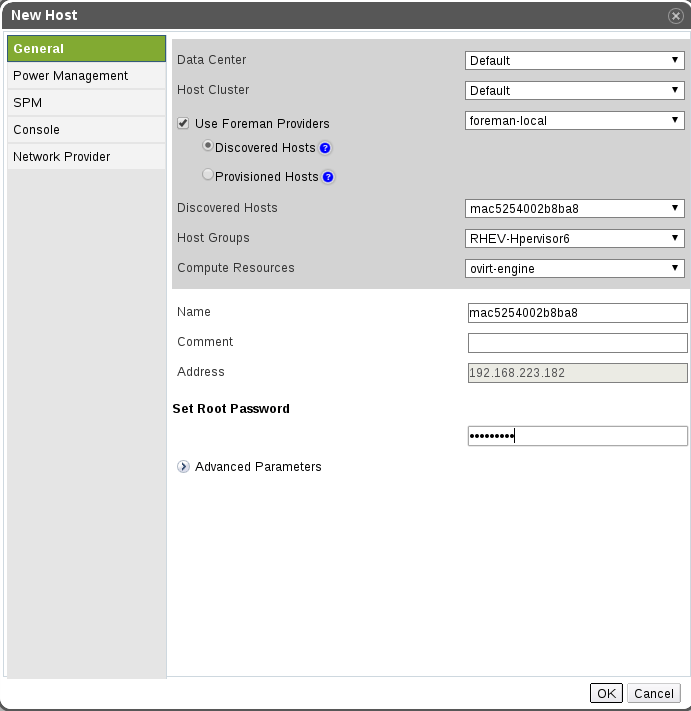 New Host
General
Power Management
SPM
Console
Network Provider
Data Center Default
Host Cluster Default
Use Foreman Providers foreman-local
Discovered Hosts ?
Provisioned Hosts ?
Discovered Hosts mac5254002b8ba8
Host Groups RHEV-Hpervisor6
Compute Resources ovirt-engine
Name mac5254002b8ba8
Comment
Address 192.168.223.182
Set Root Password
•••••••••
Advanced Parameters
OK Cancel